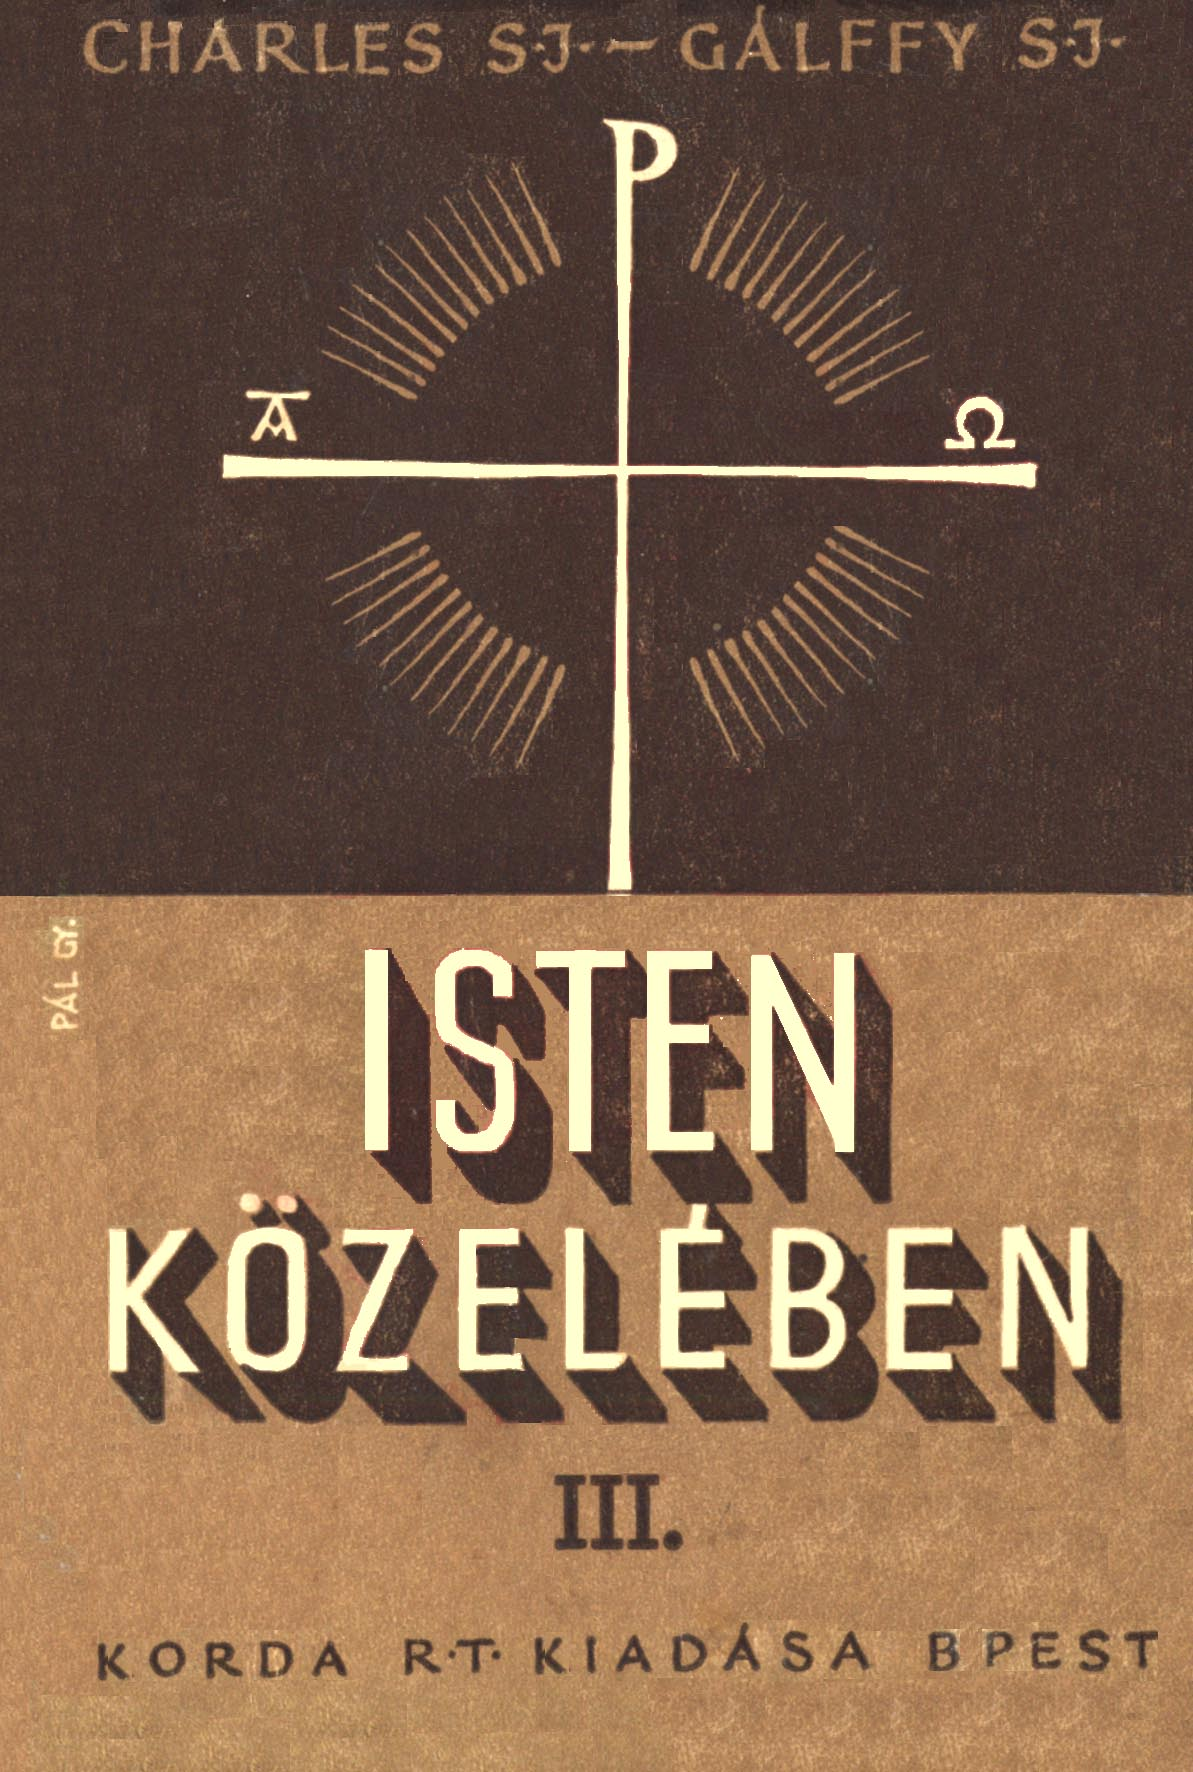 CHARLES S.J. — GÁLFFY S.J.
P
A Ω
PÁL GY.
ISTEN
KÖZELÉBEN
III.
KORDA R.T. KIADÁSA BPEST